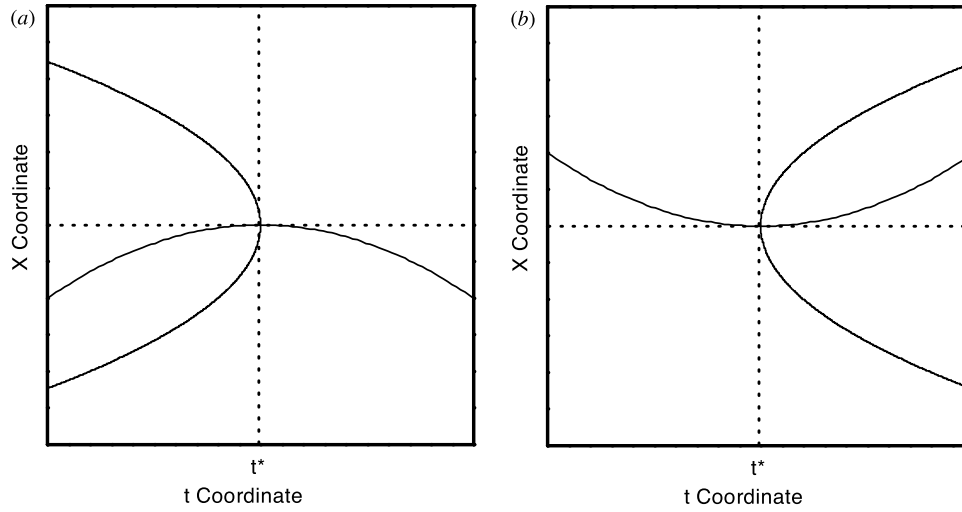 (a)
X Coordinate
t*
t Coordinate
(b)
X Coordinate
t*
t Coordinate